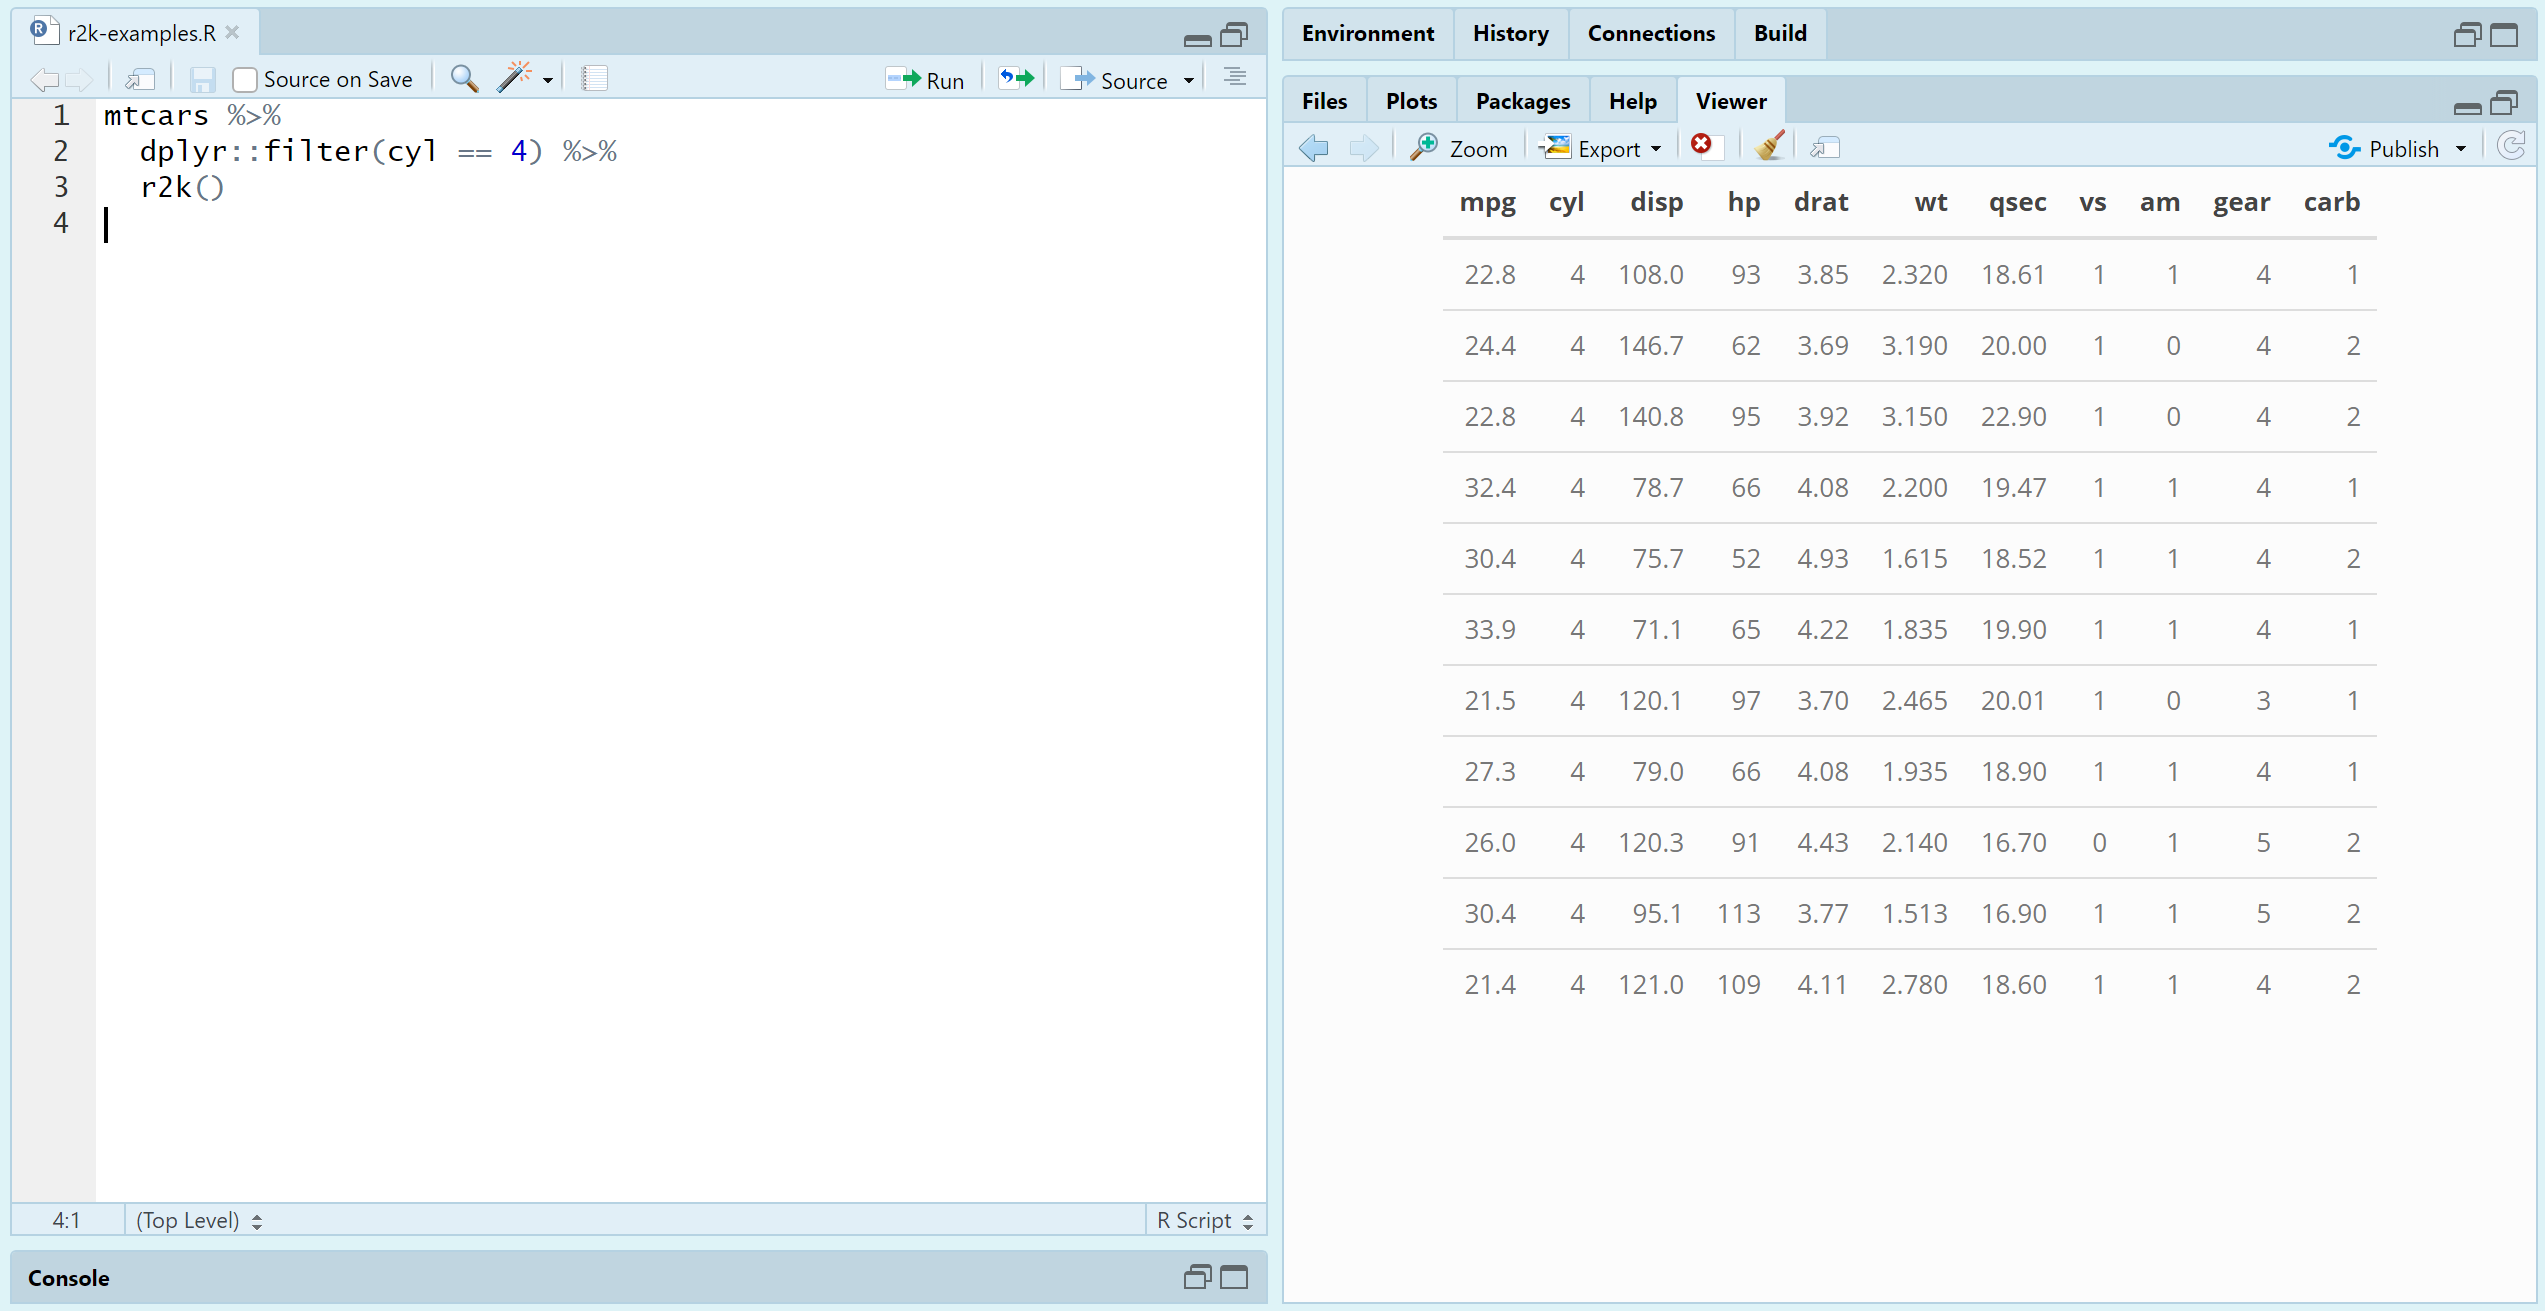 r2k-examples.R
Source on Save
Run
Source
1 mtcars %>%
2   dplyr::filter(cyl == 4) %>%
3   r2k()
4
4:1 (Top Level) R Script
Console
Environment History Connections Build
Files Plots Packages Help Viewer
Zoom Export Publish
mpg cyl disp hp drat wt qsec vs am gear carb
22.8 4 108.0 93 3.85 2.320 18.61 1 1 4 1
24.4 4 146.7 62 3.69 3.190 20.00 1 0 4 2
22.8 4 140.8 95 3.92 3.150 22.90 1 0 4 2
32.4 4 78.7 66 4.08 2.200 19.47 1 1 4 1
30.4 4 75.7 52 4.93 1.615 18.52 1 1 4 2
33.9 4 71.1 65 4.22 1.835 19.90 1 1 4 1
21.5 4 120.1 97 3.70 2.465 20.01 1 0 3 1
27.3 4 79.0 66 4.08 1.935 18.90 1 1 4 1
26.0 4 120.3 91 4.43 2.140 16.70 0 1 5 2
30.4 4 95.1 113 3.77 1.513 16.90 1 1 5 2
21.4 4 121.0 109 4.11 2.780 18.60 1 1 4 2